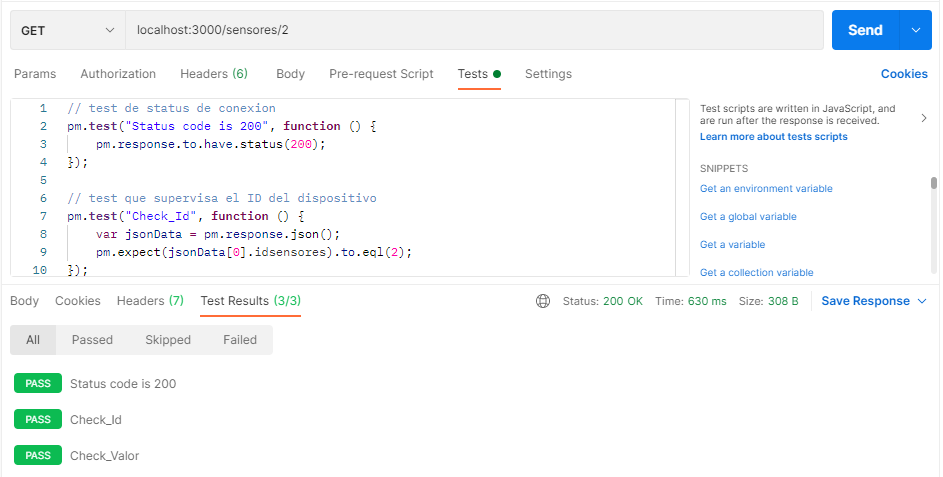 GET localhost:3000/sensores/2 Send
Params Authorization Headers (6) Body Pre-request Script Tests Settings Cookies
1 // test de status de conexion
2 pm.test("Status code is 200", function () {
3 pm.response.to.have.status(200);
4 });
5
6 // test que supervisa el ID del dispositivo
7 pm.test("Check_Id", function () {
8 var jsonData = pm.response.json();
9 pm.expect(jsonData[0].idsensores).to.eql(2);
10 });
Test scripts are written in JavaScript, and
are run after the response is received.
Learn more about tests scripts
SNIPPETS
Get an environment variable
Get a global variable
Get a variable
Get a collection variable
Body Cookies Headers (7) Test Results (3/3) Status: 200 OK Time: 630 ms Size: 308 B Save Response
All Passed Skipped Failed
PASS Status code is 200
PASS Check_Id
PASS Check_Valor